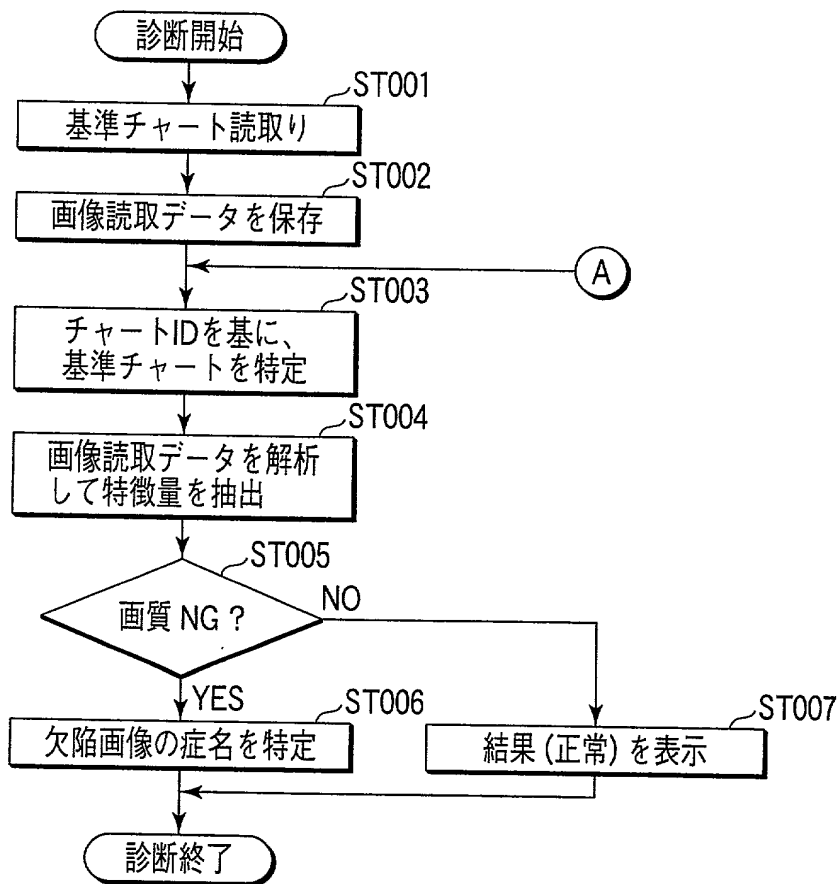 診断開始
ST001
基準チャート読取り
ST002
画像読取データを保存
A
ST003
チャートIDを基に、
基準チャートを特定
ST004
画像読取データを解析
して特徴量を抽出
ST005
画質 NG ?
NO
YES
ST006
欠陥画像の症名を特定
ST007
結果 (正常) を表示
診断終了